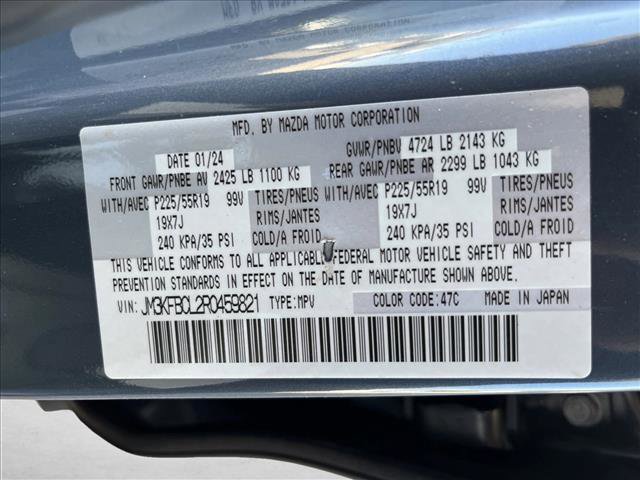 MFD. BY MAZDA MOTOR CORPORATION
DATE 01/24 GVWR/PNBV 4724 LB 2143 KG
FRONT GAWR/PNBE AV 2425 LB 1100 KG REAR GAWR/PNBE AR 2299 LB 1043 KG
WITH/AVEC P225/55R19 99V TIRES/PNEUS WITH/AVEC P225/55R19 99V TIRES/PNEUS
19X7J RIMS/JANTES 19X7J RIMS/JANTES
240 KPA/35 PSI COLD/A FROID 240 KPA/35 PSI COLD/A FROID
THIS VEHICLE CONFORMS TO ALL APPLICABLE FEDERAL MOTOR VEHICLE SAFETY AND THEFT
PREVENTION STANDARDS IN EFFECT ON THE DATE OF MANUFACTURE SHOWN ABOVE.
VIN: JM3KFBCL2R0459821 TYPE: MPV COLOR CODE: 47C MADE IN JAPAN